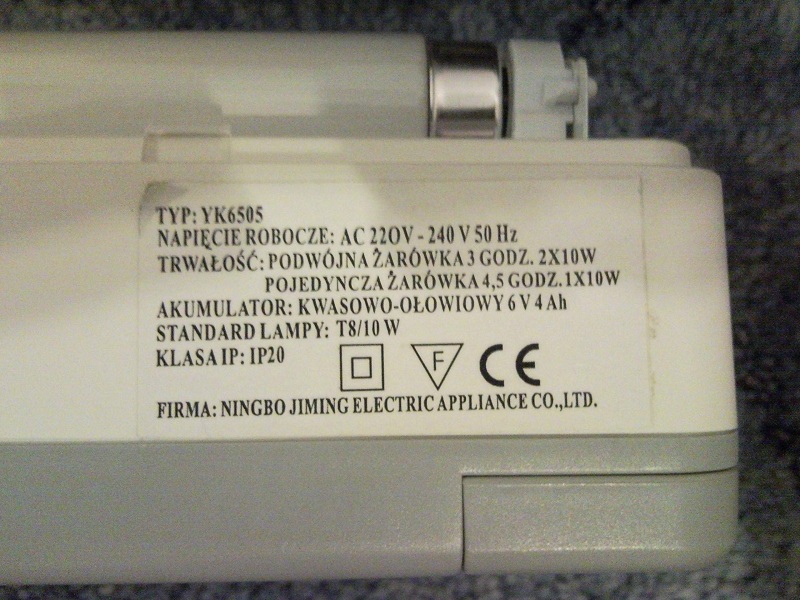 TYP: YK6505
NAPIĘCIE ROBOCZE: AC 220V - 240 V 50 Hz
TRWAŁOŚĆ: PODWÓJNA ŻARÓWKA 3 GODZ. 2X10W
POJEDYNCZA ŻARÓWKA 4,5 GODZ. 1X10W
AKUMULATOR: KWASOWO-OŁOWIOWY 6 V 4 Ah
STANDARD LAMPY: T8/10 W
KLASA IP: IP20
F CE
FIRMA: NINGBO JIMING ELECTRIC APPLIANCE CO.,LTD.